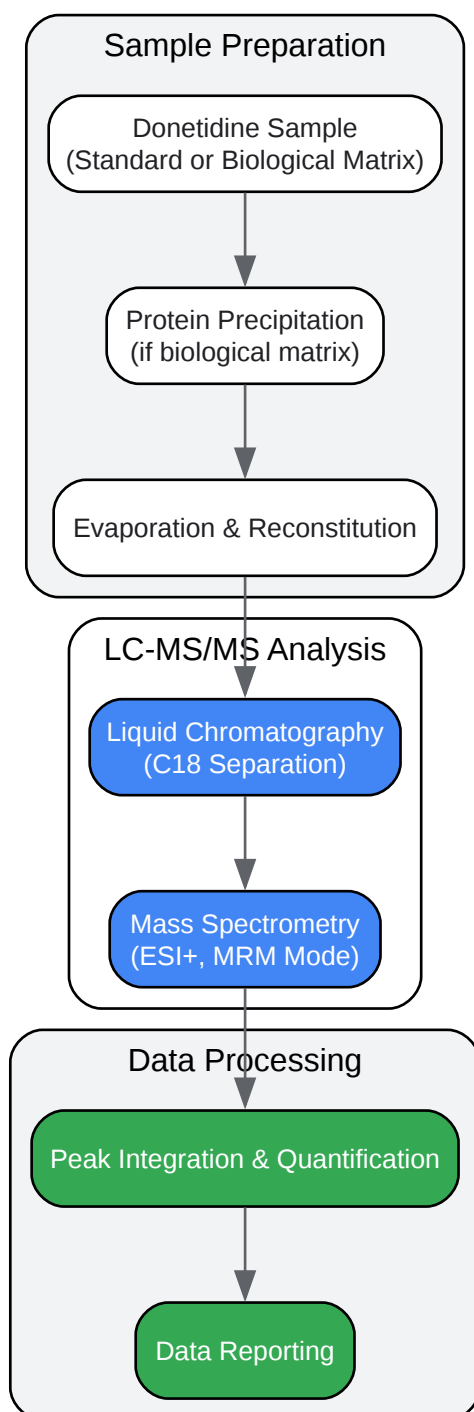 Sample Preparation
Donetidine Sample
(Standard or Biological Matrix)
Protein Precipitation
(if biological matrix)
Evaporation & Reconstitution
LC-MS/MS Analysis
Liquid Chromatography
(C18 Separation)
Mass Spectrometry
(ESI+, MRM Mode)
Data Processing
Peak Integration & Quantification
Data Reporting